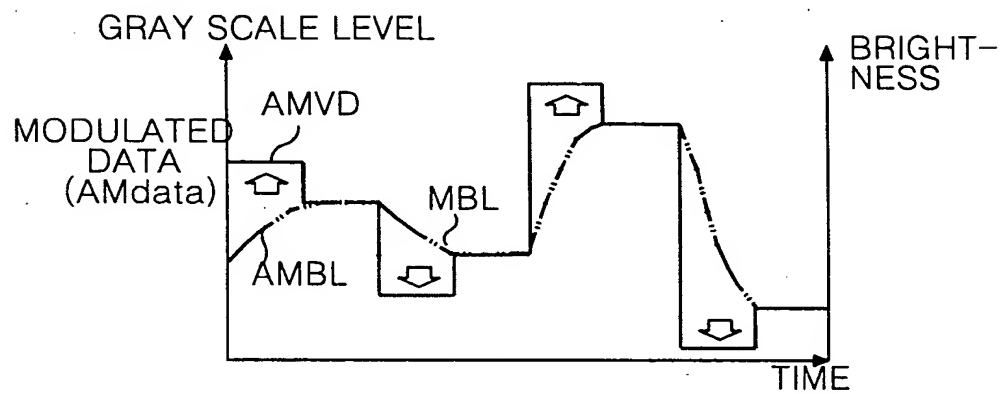 GRAY SCALE LEVEL
BRIGHT-
NESS
AMVD
MODULATED
DATA
(AMdata)
MBL
AMBL
TIME